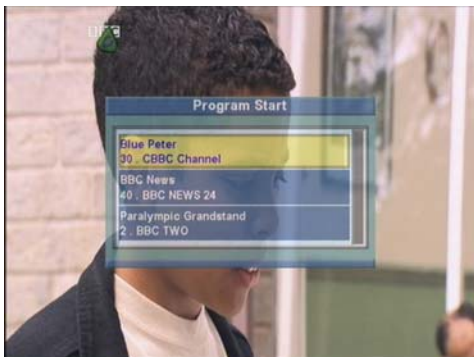 Program Start
Blue Peter
30 . CBBC Channel
BBC News
40 . BBC NEWS 24
Paralympic Grandstand
2 . BBC TWO